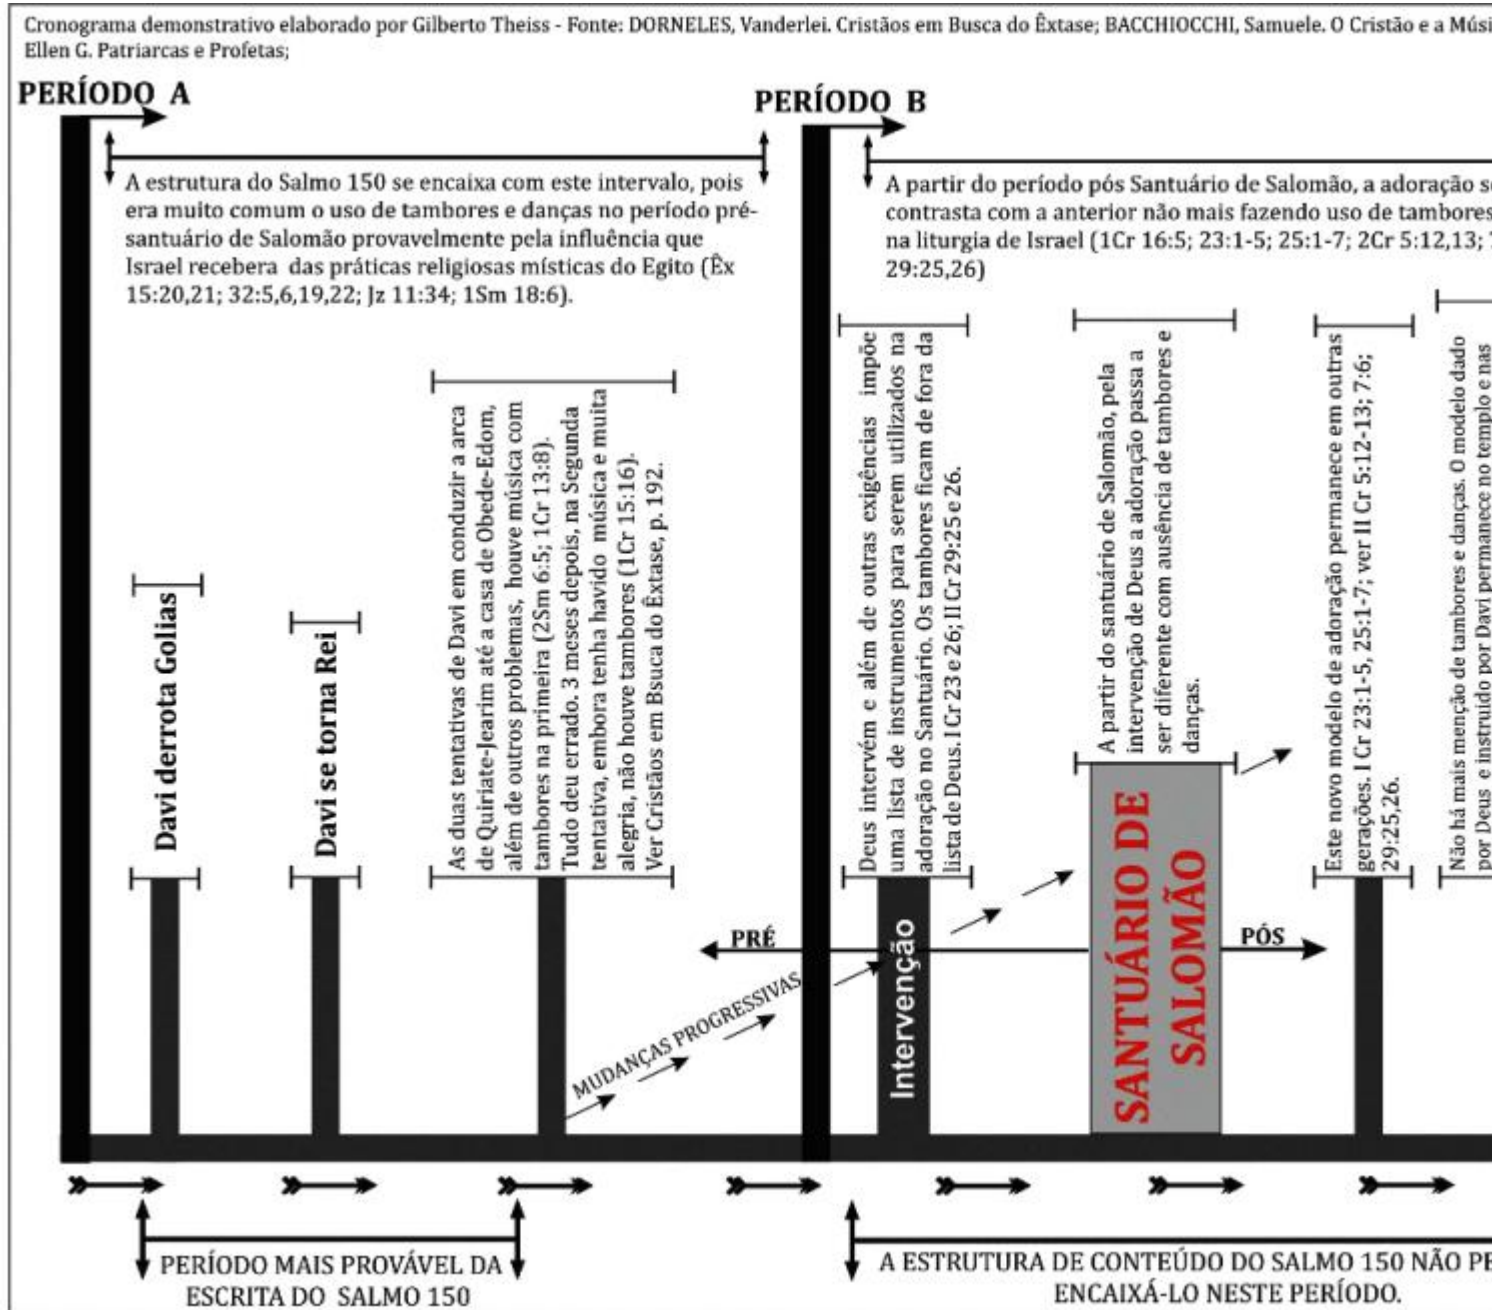 Cronograma demonstrativo elaborado por Gilberto Theiss - Fonte: DORNELES, Vanderlei. Cristãos em Busca do Êxtase; BACCHIOCCHI, Samuele. O Cristão e a Músi
Ellen G. Patriarcas e Profetas;
PERÍODO A
A estrutura do Salmo 150 se encaixa com este intervalo, pois
era muito comum o uso de tambores e danças no período pré-
santuário de Salomão provavelmente pela influência que
Israel recebera das práticas religiosas místicas do Egito (Êx
15:20,21; 32:5,6,19,22; Jz 11:34; 1Sm 18:6).
PERÍODO B
A partir do período pós Santuário de Salomão, a adoração s
contrasta com a anterior não mais fazendo uso de tambores
na liturgia de Israel (1Cr 16:5; 23:1-5; 25:1-7; 2Cr 5:12,13;
29:25,26)
Davi derrota Golias
Davi se torna Rei
As duas tentativas de Davi em conduzir a arca
de Quiriate-Jearim até a casa de Obede-Edom,
além de outros problemas, houve música com
tambores na primeira (2Sm 6:5; 1Cr 13:8).
Tudo deu errado. 3 meses depois, na Segunda
tentativa, embora tenha havido música e muita
alegria, não houve tambores (1Cr 15:16).
Ver Cristãos em Bsuca do Êxtase, p. 192.
Deus intervém e além de outras exigências impõe
uma lista de instrumentos para serem utilizados na
adoração no Santuário. Os tambores ficam de fora da
lista de Deus. I Cr 23 e 26; II Cr 29:25 e 26.
A partir do santuário de Salomão, pela
intervenção de Deus a adoração passa a
ser diferente com ausência de tambores e
danças.
Este novo modelo de adoração permanece em outras
gerações. I Cr 23:1-5, 25:1-7; ver II Cr 5:12-13; 7:6;
29:25,26.
Não há mais menção de tambores e danças. O modelo dado
por Deus e instruído por Davi permanece no templo e nas
MUDANÇAS PROGRESSIVAS
PRÉ
Intervenção
SANTUÁRIO DE
SALOMÃO
PÓS
PERÍODO MAIS PROVÁVEL DA
ESCRITA DO SALMO 150
A ESTRUTURA DE CONTEÚDO DO SALMO 150 NÃO PE
ENCAIXÁ-LO NESTE PERÍODO.